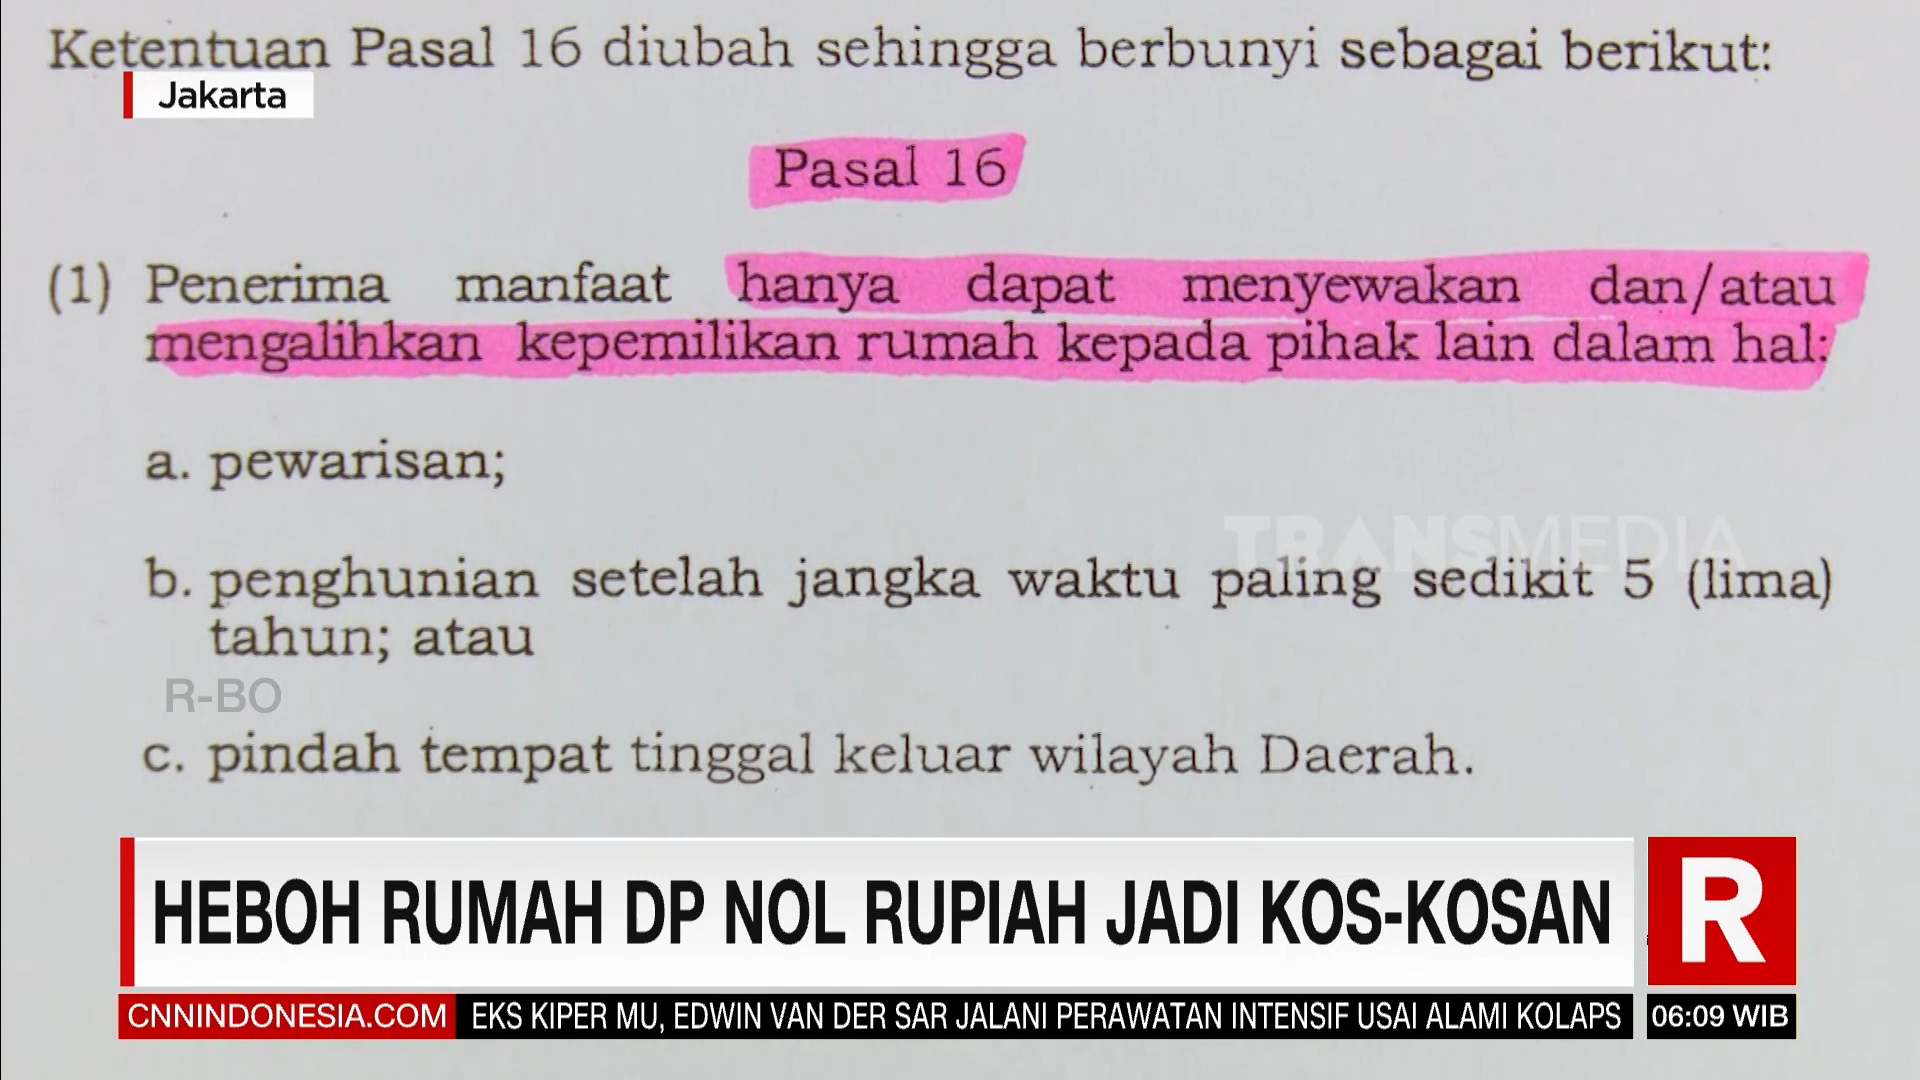 Ketentuan Pasal 16 diubah sehingga berbunyi sebagai berikut:
Jakarta
Pasal 16
(1) Penerima manfaat hanya dapat menyewakan dan/atau
mengalihkan kepemilikan rumah kepada pihak lain dalam hal:
a. pewarisan;
TRANSMEDIA
b. penghunian setelah jangka waktu paling sedikit 5 (lima)
tahun; atau
R-BO
c. pindah tempat tinggal keluar wilayah Daerah.
HEBOH RUMAH DP NOL RUPIAH JADI KOS-KOSAN
R
CNNINDONESIA.COM EKS KIPER MU, EDWIN VAN DER SAR JALANI PERAWATAN INTENSIF USAI ALAMI KOLAPS 06:09 WIB